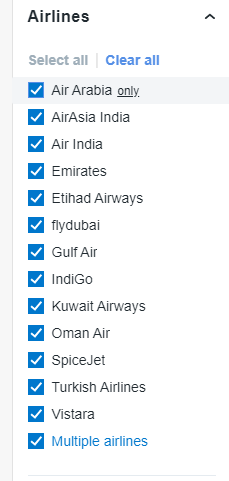 Airlines
Select all | Clear all
Air Arabia only
AirAsia India
Air India
Emirates
Etihad Airways
flydubai
Gulf Air
IndiGo
Kuwait Airways
Oman Air
SpiceJet
Turkish Airlines
Vistara
Multiple airlines